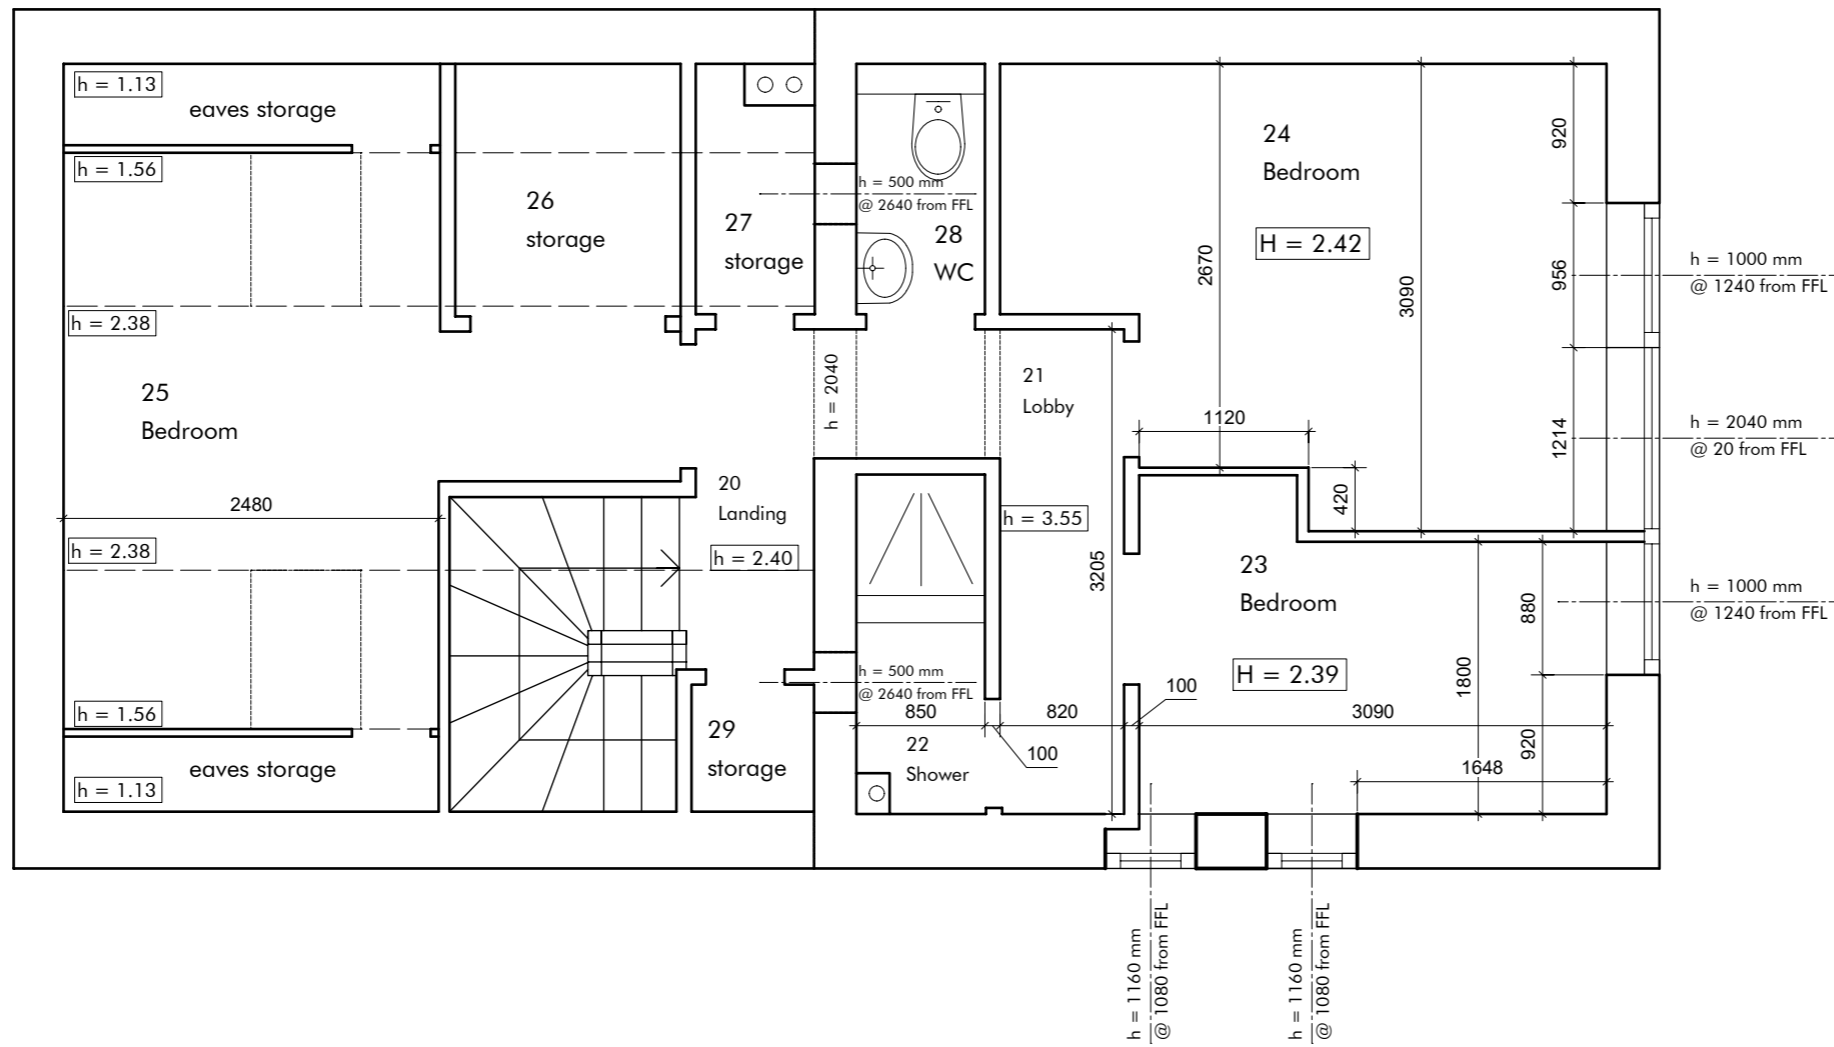 h = 1.13
eaves storage
h = 1.56
26
storage
27
storage
h = 500 mm
@ 2640 from FFL
28
WC
24
Bedroom
H = 2.42
2670
3090
920
956
1214
h = 1000 mm
@ 1240 from FFL
h = 2040 mm
@ 20 from FFL
h = 1000 mm
@ 1240 from FFL
h = 2.38
25
Bedroom
h = 2040
21
Lobby
1120
420
2480
20
Landing
h = 2.40
h = 3.55
3205
h = 2.38
23
Bedroom
H = 2.39
880
1800
920
h = 1.56
h = 500 mm
@ 2640 from FFL
850
820
100
3090
100
1648
29
storage
22
Shower
eaves storage
h = 1.13
h = 1160 mm
@ 1080 from FFL
h = 1160 mm
@ 1080 from FFL